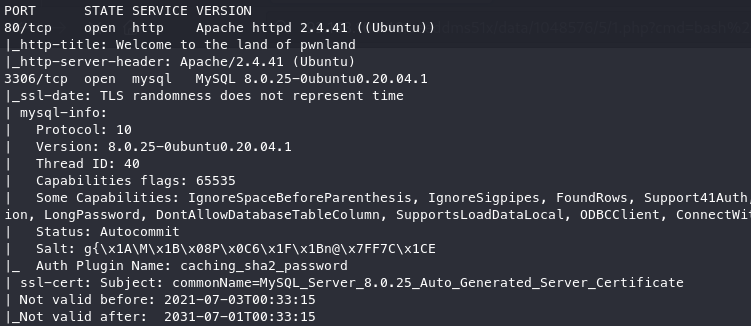 PORT      STATE SERVICE VERSION
80/tcp    open  http    Apache httpd 2.4.41 ((Ubuntu))
|_http-title: Welcome to the land of pwnland
|_http-server-header: Apache/2.4.41 (Ubuntu)
3306/tcp  open  mysql   MySQL 8.0.25-0ubuntu0.20.04.1
|_ssl-date: TLS randomness does not represent time
| mysql-info:
|   Protocol: 10
|   Version: 8.0.25-0ubuntu0.20.04.1
|   Thread ID: 40
|   Capabilities flags: 65535
|   Some Capabilities: IgnoreSpaceBeforeParenthesis, IgnoreSigpipes, FoundRows, Support41Auth,
ion, LongPassword, DontAllowDatabaseTableColumn, SupportsLoadDataLocal, ODBCClient, ConnectWit
|   Status: Autocommit
|   Salt: g{\x1A\M\x1B\x08P\x0C6\x1F\x1Bn@\x7FF7C\x1CE
|_  Auth Plugin Name: caching_sha2_password
| ssl-cert: Subject: commonName=MySQL_Server_8.0.25_Auto_Generated_Server_Certificate
| Not valid before: 2021-07-03T00:33:15
|_Not valid after:  2031-07-01T00:33:15